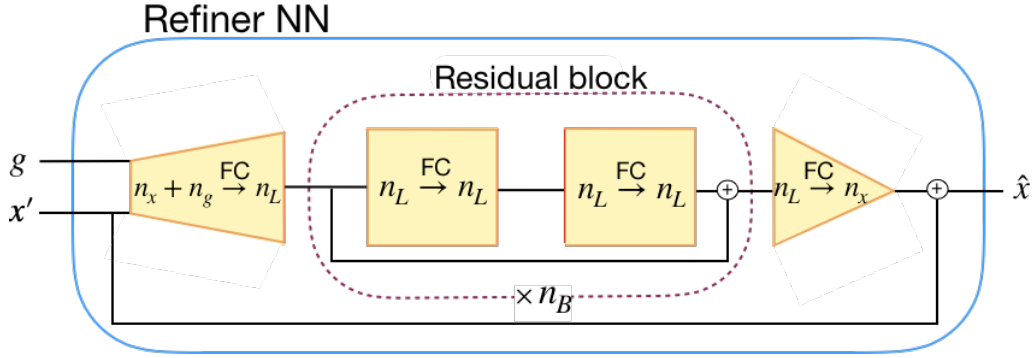 Refiner NN
Residual block
g
x′
n_x + n_g FC→ n_L
n_L FC→ n_L
n_L FC→ n_L
+
n_L FC→ n_x
+
x̂
× n_B